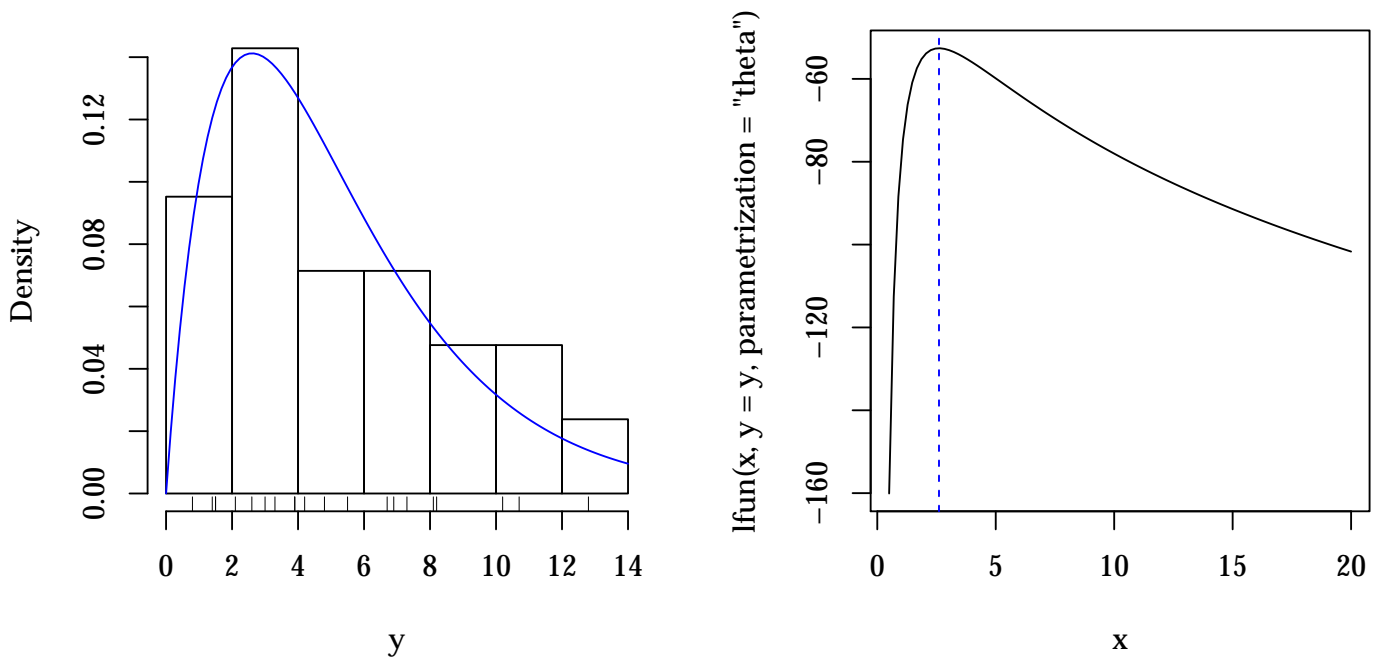 Density
0.00
0.04
0.08
0.12
0 2 4 6 8 10 12 14
y
lfun(x, y = y, parametrization = "theta")
−160
−120
−80
−60
0 5 10 15 20
x